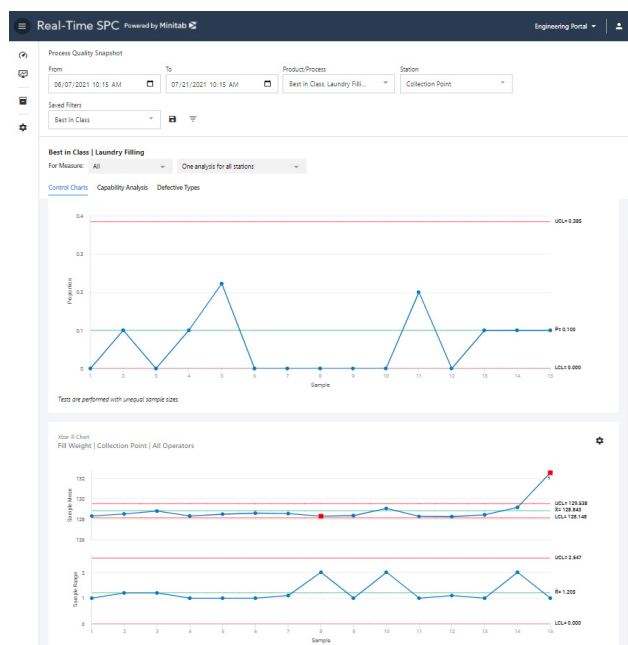 Real-Time SPC Powered by Minitab
Engineering Portal
Process Quality Snapshot
From To Product/Process Station
06/07/2021 10:15 AM 07/21/2021 10:15 AM Best in Class, Laundry Filli... Collection Point
Saved Filters
Best in Class
Best in Class | Laundry Filling
For Measure: All One analysis for all stations
Control Charts Capability Analysis Defective Types
0.4
UCL= 0.385
0.3
Proportion
0.2
0.1
P̄= 0.100
0
LCL= 0.000
1 2 3 4 5 6 7 8 9 10 11 12 13 14 15
Sample
Tests are performed with unequal sample sizes.
Xbar-R Chart
Fill Weight | Collection Point | All Operators
Sample Mean
132
1
130
UCL= 129.538
X̄= 128.843
128
LCL= 128.148
126
Sample Range
UCL= 2.547
2
R̄= 1.205
1
0
LCL= 0.000
1 2 3 4 5 6 7 8 9 10 11 12 13 14 15
Sample